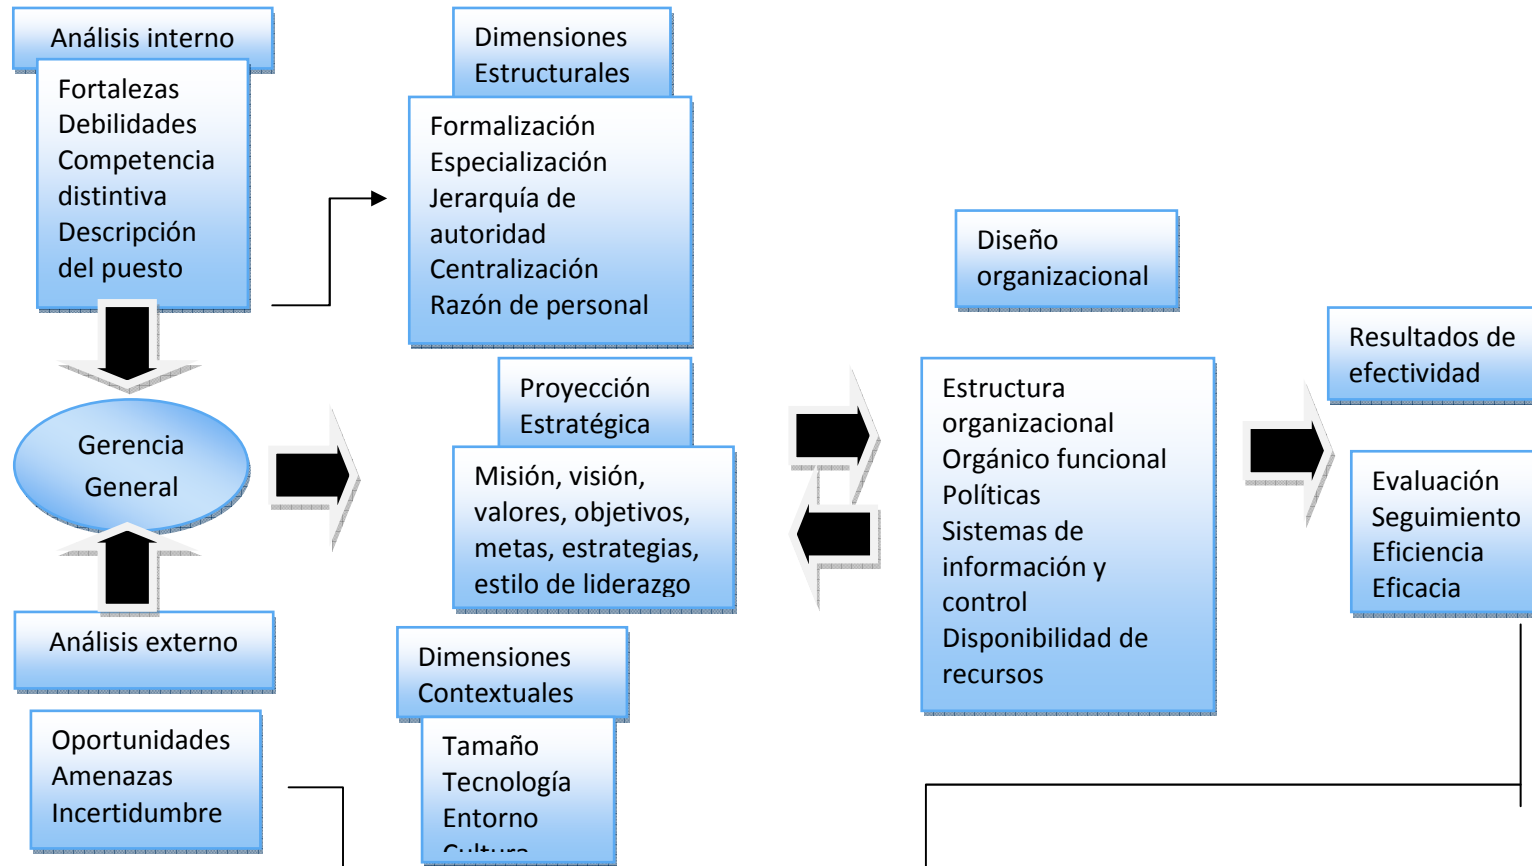 Análisis interno
Fortalezas
Debilidades
Competencia
distintiva
Descripción
del puesto
Dimensiones
Estructurales
Formalización
Especialización
Jerarquía de
autoridad
Centralización
Razón de personal
Gerencia
General
Proyección
Estratégica
Misión, visión,
valores, objetivos,
metas, estrategias,
estilo de liderazgo
Análisis externo
Oportunidades
Amenazas
Incertidumbre
Dimensiones
Contextuales
Tamaño
Tecnología
Entorno
Cultura
Diseño
organizacional
Estructura
organizacional
Orgánico funcional
Políticas
Sistemas de
información y
control
Disponibilidad de
recursos
Resultados de
efectividad
Evaluación
Seguimiento
Eficiencia
Eficacia